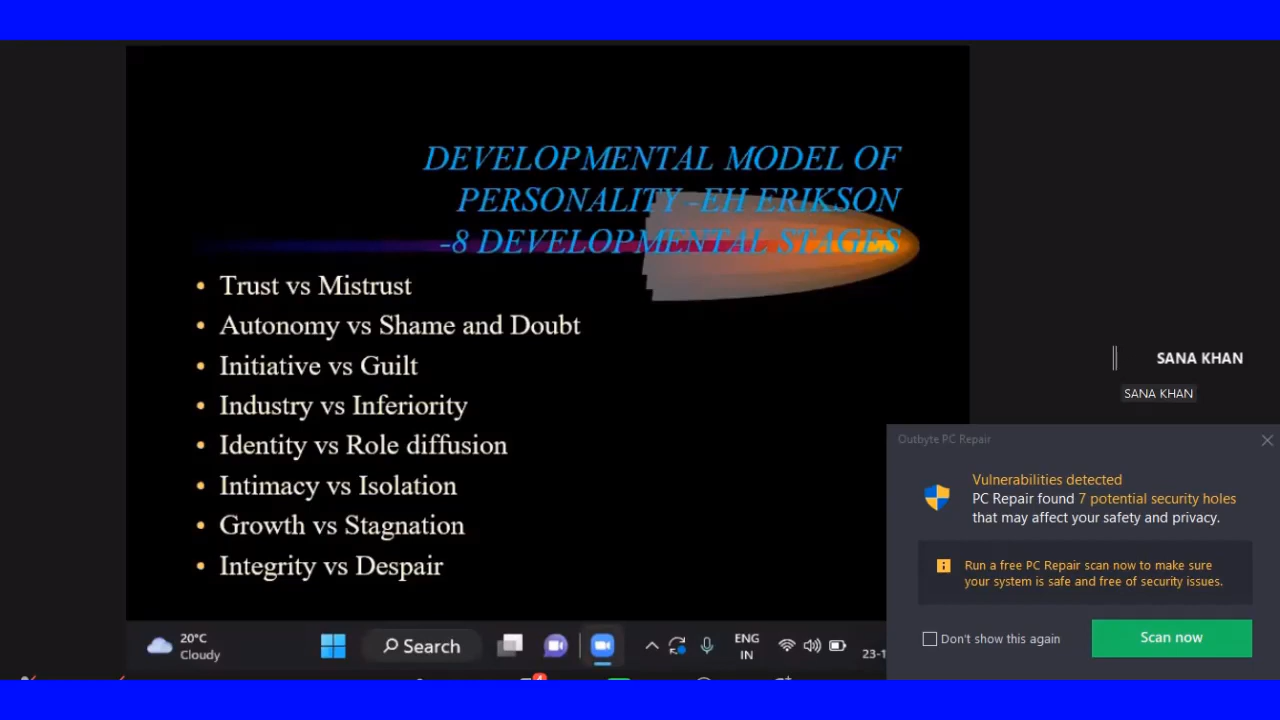 DEVELOPMENTAL MODEL OF
PERSONALITY -EH ERIKSON
-8 DEVELOPMENTAL STAGES
• Trust vs Mistrust
• Autonomy vs Shame and Doubt
• Initiative vs Guilt
• Industry vs Inferiority
• Identity vs Role diffusion
• Intimacy vs Isolation
• Growth vs Stagnation
• Integrity vs Despair
SANA KHAN
SANA KHAN
Outbyte PC Repair
Vulnerabilities detected
PC Repair found 7 potential security holes
that may affect your safety and privacy.
Run a free PC Repair scan now to make sure
your system is safe and free of security issues.
Don't show this again
Scan now
20°C
Cloudy
Search
ENG
IN
23-1
4